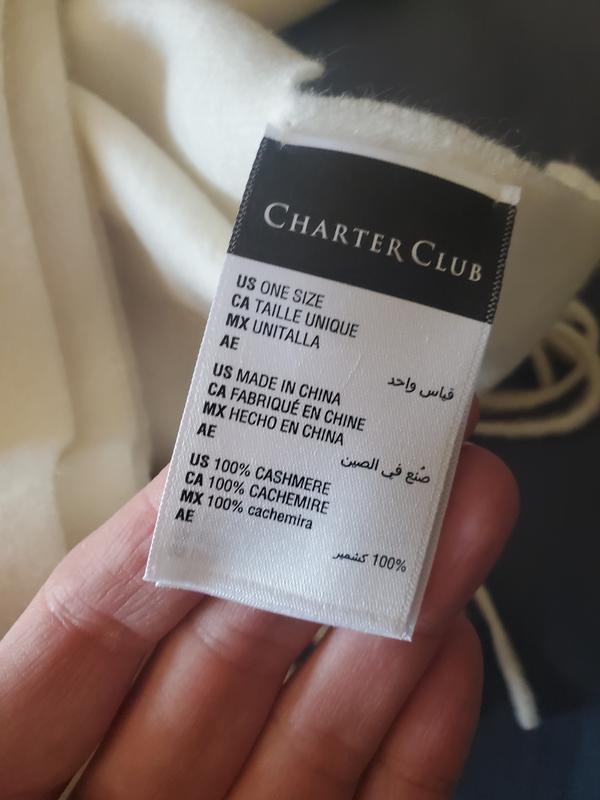 CHARTER CLUB
US ONE SIZE
CA TAILLE UNIQUE
MX UNITALLA
AE
قياس واحد
US MADE IN CHINA
CA FABRIQUÉ EN CHINE
MX HECHO EN CHINA
AE
صُنع في الصين
US 100% CASHMERE
CA 100% CACHEMIRE
MX 100% cachemira
AE
100% كشمير